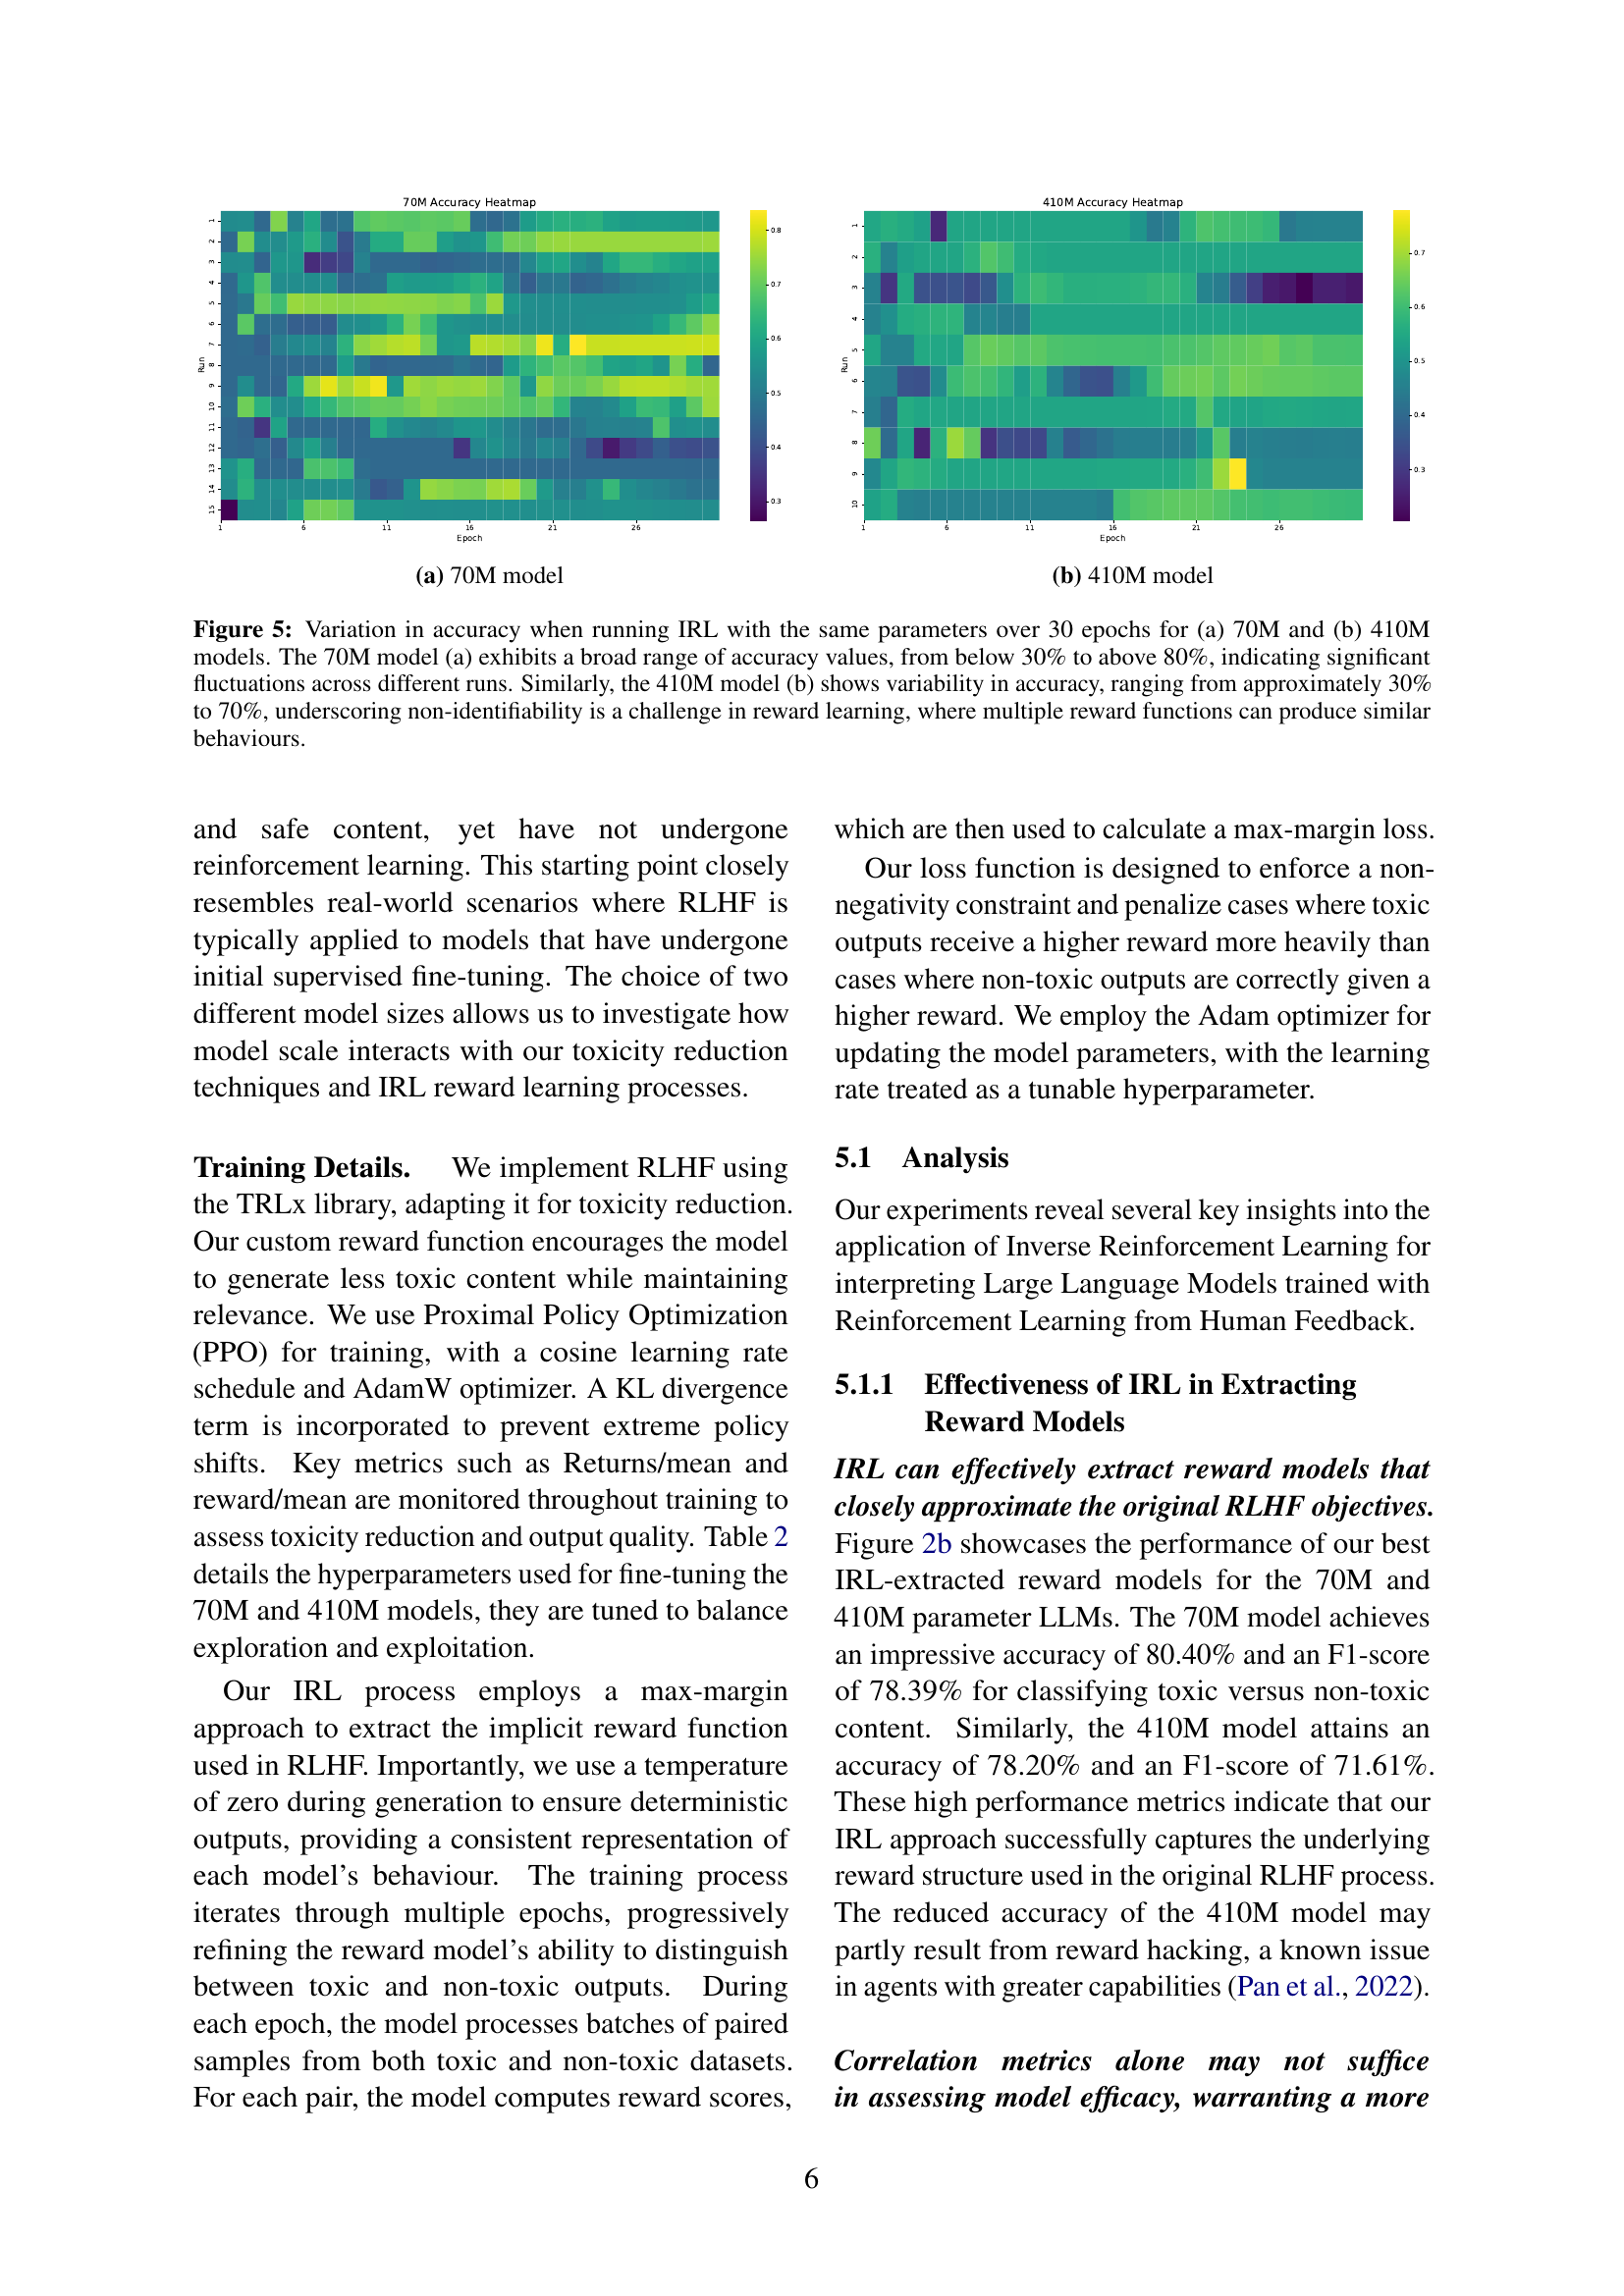 70M Accuracy Heatmap
1
2
3
4
5
6
7
8
9
10
11
12
13
14
15
Run
1
6
11
16
21
26
Epoch
0.8
0.7
0.6
0.5
0.4
0.3
(a) 70M model
410M Accuracy Heatmap
1
2
3
4
5
6
7
8
9
10
Run
1
6
11
16
21
26
Epoch
0.7
0.6
0.5
0.4
0.3
(b) 410M model
Figure 5: Variation in accuracy when running IRL with the same parameters over 30 epochs for (a) 70M and (b) 410M
models. The 70M model (a) exhibits a broad range of accuracy values, from below 30% to above 80%, indicating significant
fluctuations across different runs. Similarly, the 410M model (b) shows variability in accuracy, ranging from approximately 30%
to 70%, underscoring non-identifiability is a challenge in reward learning, where multiple reward functions can produce similar
behaviours.
and safe content, yet have not undergone
reinforcement learning. This starting point closely
resembles real-world scenarios where RLHF is
typically applied to models that have undergone
initial supervised fine-tuning. The choice of two
different model sizes allows us to investigate how
model scale interacts with our toxicity reduction
techniques and IRL reward learning processes.
Training Details. We implement RLHF using
the TRLx library, adapting it for toxicity reduction.
Our custom reward function encourages the model
to generate less toxic content while maintaining
relevance. We use Proximal Policy Optimization
(PPO) for training, with a cosine learning rate
schedule and AdamW optimizer. A KL divergence
term is incorporated to prevent extreme policy
shifts. Key metrics such as Returns/mean and
reward/mean are monitored throughout training to
assess toxicity reduction and output quality. Table 2
details the hyperparameters used for fine-tuning the
70M and 410M models, they are tuned to balance
exploration and exploitation.
Our IRL process employs a max-margin
approach to extract the implicit reward function
used in RLHF. Importantly, we use a temperature
of zero during generation to ensure deterministic
outputs, providing a consistent representation of
each model's behaviour. The training process
iterates through multiple epochs, progressively
refining the reward model's ability to distinguish
between toxic and non-toxic outputs. During
each epoch, the model processes batches of paired
samples from both toxic and non-toxic datasets.
For each pair, the model computes reward scores,
which are then used to calculate a max-margin loss.
Our loss function is designed to enforce a non-
negativity constraint and penalize cases where toxic
outputs receive a higher reward more heavily than
cases where non-toxic outputs are correctly given a
higher reward. We employ the Adam optimizer for
updating the model parameters, with the learning
rate treated as a tunable hyperparameter.
5.1 Analysis
Our experiments reveal several key insights into the
application of Inverse Reinforcement Learning for
interpreting Large Language Models trained with
Reinforcement Learning from Human Feedback.
5.1.1 Effectiveness of IRL in Extracting
Reward Models
IRL can effectively extract reward models that
closely approximate the original RLHF objectives.
Figure 2b showcases the performance of our best
IRL-extracted reward models for the 70M and
410M parameter LLMs. The 70M model achieves
an impressive accuracy of 80.40% and an F1-score
of 78.39% for classifying toxic versus non-toxic
content. Similarly, the 410M model attains an
accuracy of 78.20% and an F1-score of 71.61%.
These high performance metrics indicate that our
IRL approach successfully captures the underlying
reward structure used in the original RLHF process.
The reduced accuracy of the 410M model may
partly result from reward hacking, a known issue
in agents with greater capabilities (Pan et al., 2022).
Correlation metrics alone may not suffice
in assessing model efficacy, warranting a more
6